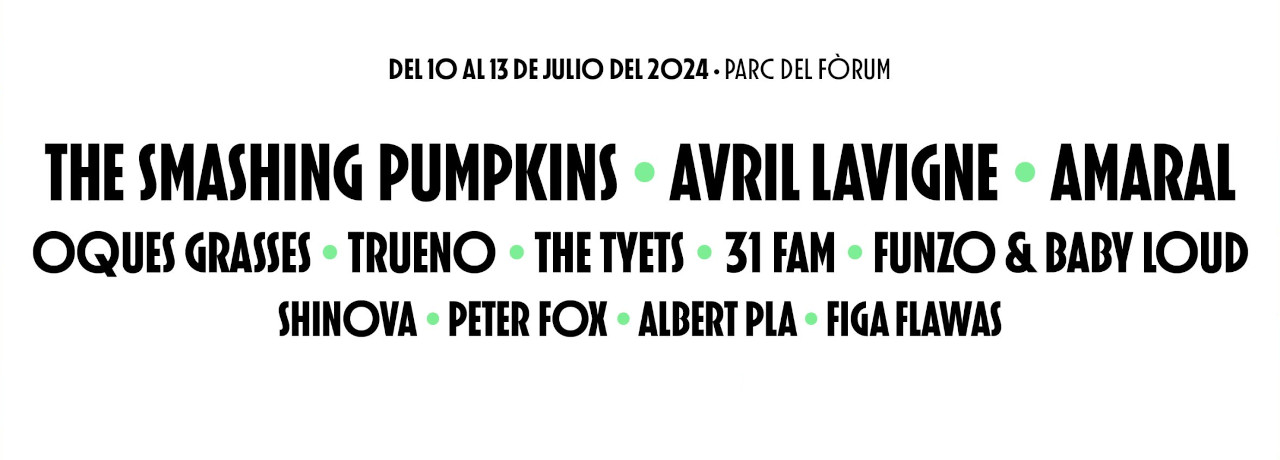 DEL 10 AL 13 DE JULIO DEL 2024 • PARC DEL FÒRUM
THE SMASHING PUMPKINS • AVRIL LAVIGNE • AMARAL
OQUES GRASSES • TRUENO • THE TYETS • 31 FAM • FUNZO & BABY LOUD
SHINOVA • PETER FOX • ALBERT PLA • FIGA FLAWAS